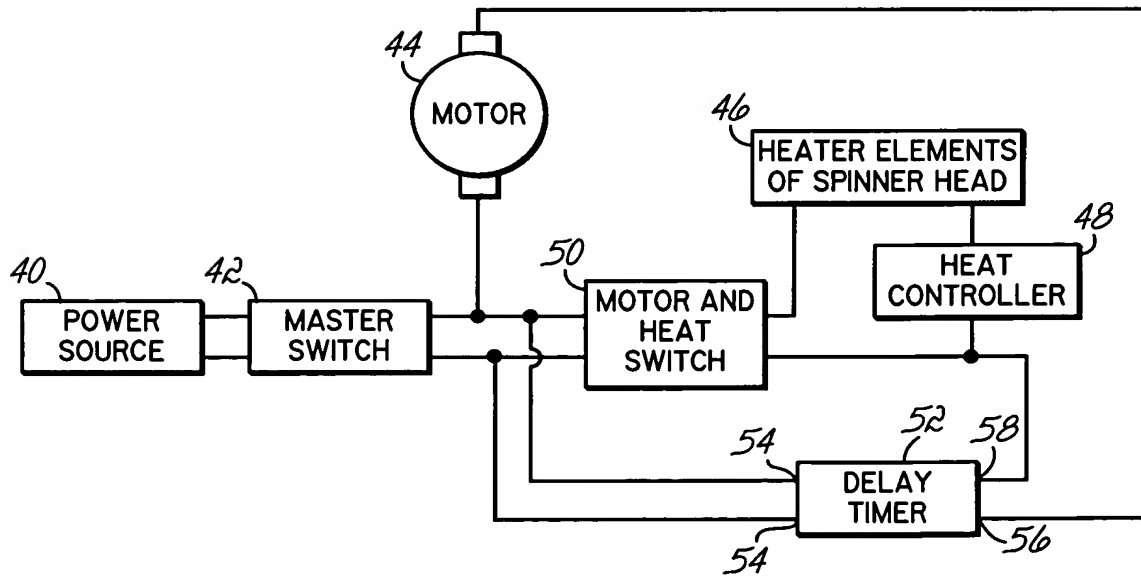 44
MOTOR
46
HEATER ELEMENTS
OF SPINNER HEAD
48
HEAT
CONTROLLER
40
POWER
SOURCE
42
MASTER
SWITCH
50
MOTOR AND
HEAT
SWITCH
52
54
58
DELAY
TIMER
54
56